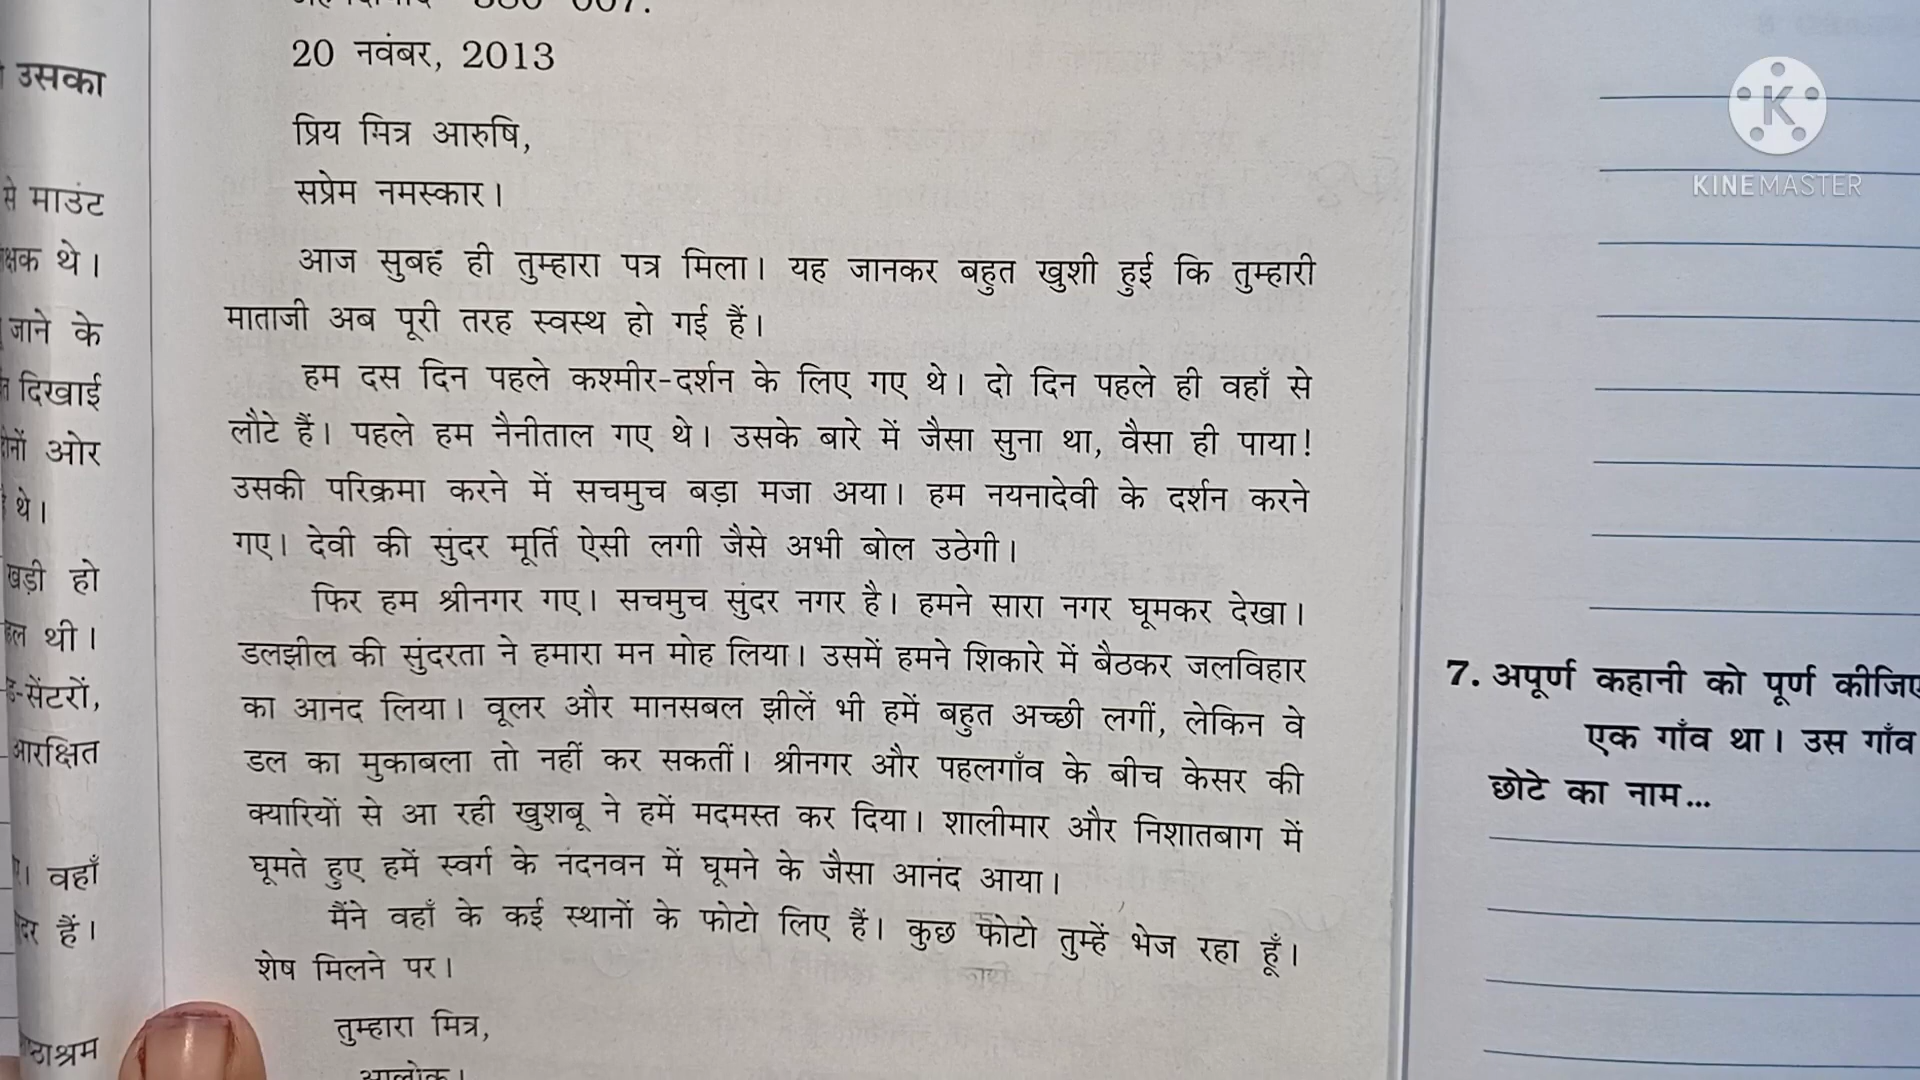 20 नवंबर, 2013
प्रिय मित्र आरुषि,
सप्रेम नमस्कार।
आज सुबह ही तुम्हारा पत्र मिला। यह जानकर बहुत खुशी हुई कि तुम्हारी
माताजी अब पूरी तरह स्वस्थ हो गई हैं।
हम दस दिन पहले कश्मीर-दर्शन के लिए गए थे। दो दिन पहले ही वहाँ से
लौटे हैं। पहले हम नैनीताल गए थे। उसके बारे में जैसा सुना था, वैसा ही पाया!
उसकी परिक्रमा करने में सचमुच बड़ा मजा अया। हम नयनादेवी के दर्शन करने
गए। देवी की सुंदर मूर्ति ऐसी लगी जैसे अभी बोल उठेगी।
फिर हम श्रीनगर गए। सचमुच सुंदर नगर है। हमने सारा नगर घूमकर देखा।
डलझील की सुंदरता ने हमारा मन मोह लिया। उसमें हमने शिकारे में बैठकर जलविहार
का आनंद लिया। वूलर और मानसबल झीलें भी हमें बहुत अच्छी लगीं, लेकिन वे
डल का मुकाबला तो नहीं कर सकतीं। श्रीनगर और पहलगाँव के बीच केसर की
क्यारियों से आ रही खुशबू ने हमें मदमस्त कर दिया। शालीमार और निशातबाग में
घूमते हुए हमें स्वर्ग के नंदनवन में घूमने के जैसा आनंद आया।
मैंने वहाँ के कई स्थानों के फोटो लिए हैं। कुछ फोटो तुम्हें भेज रहा हूँ।
शेष मिलने पर।
तुम्हारा मित्र,
आलोक।
उसका
से माउंट
थे।
जाने के
दिखाई
ओर
थे।
खड़ी हो
थी।
आरक्षित
वहाँ
हैं।
7. अपूर्ण कहानी को पूर्ण कीजिए
एक गाँव था। उस गाँव
छोटे का नाम...
K
KINEMASTER